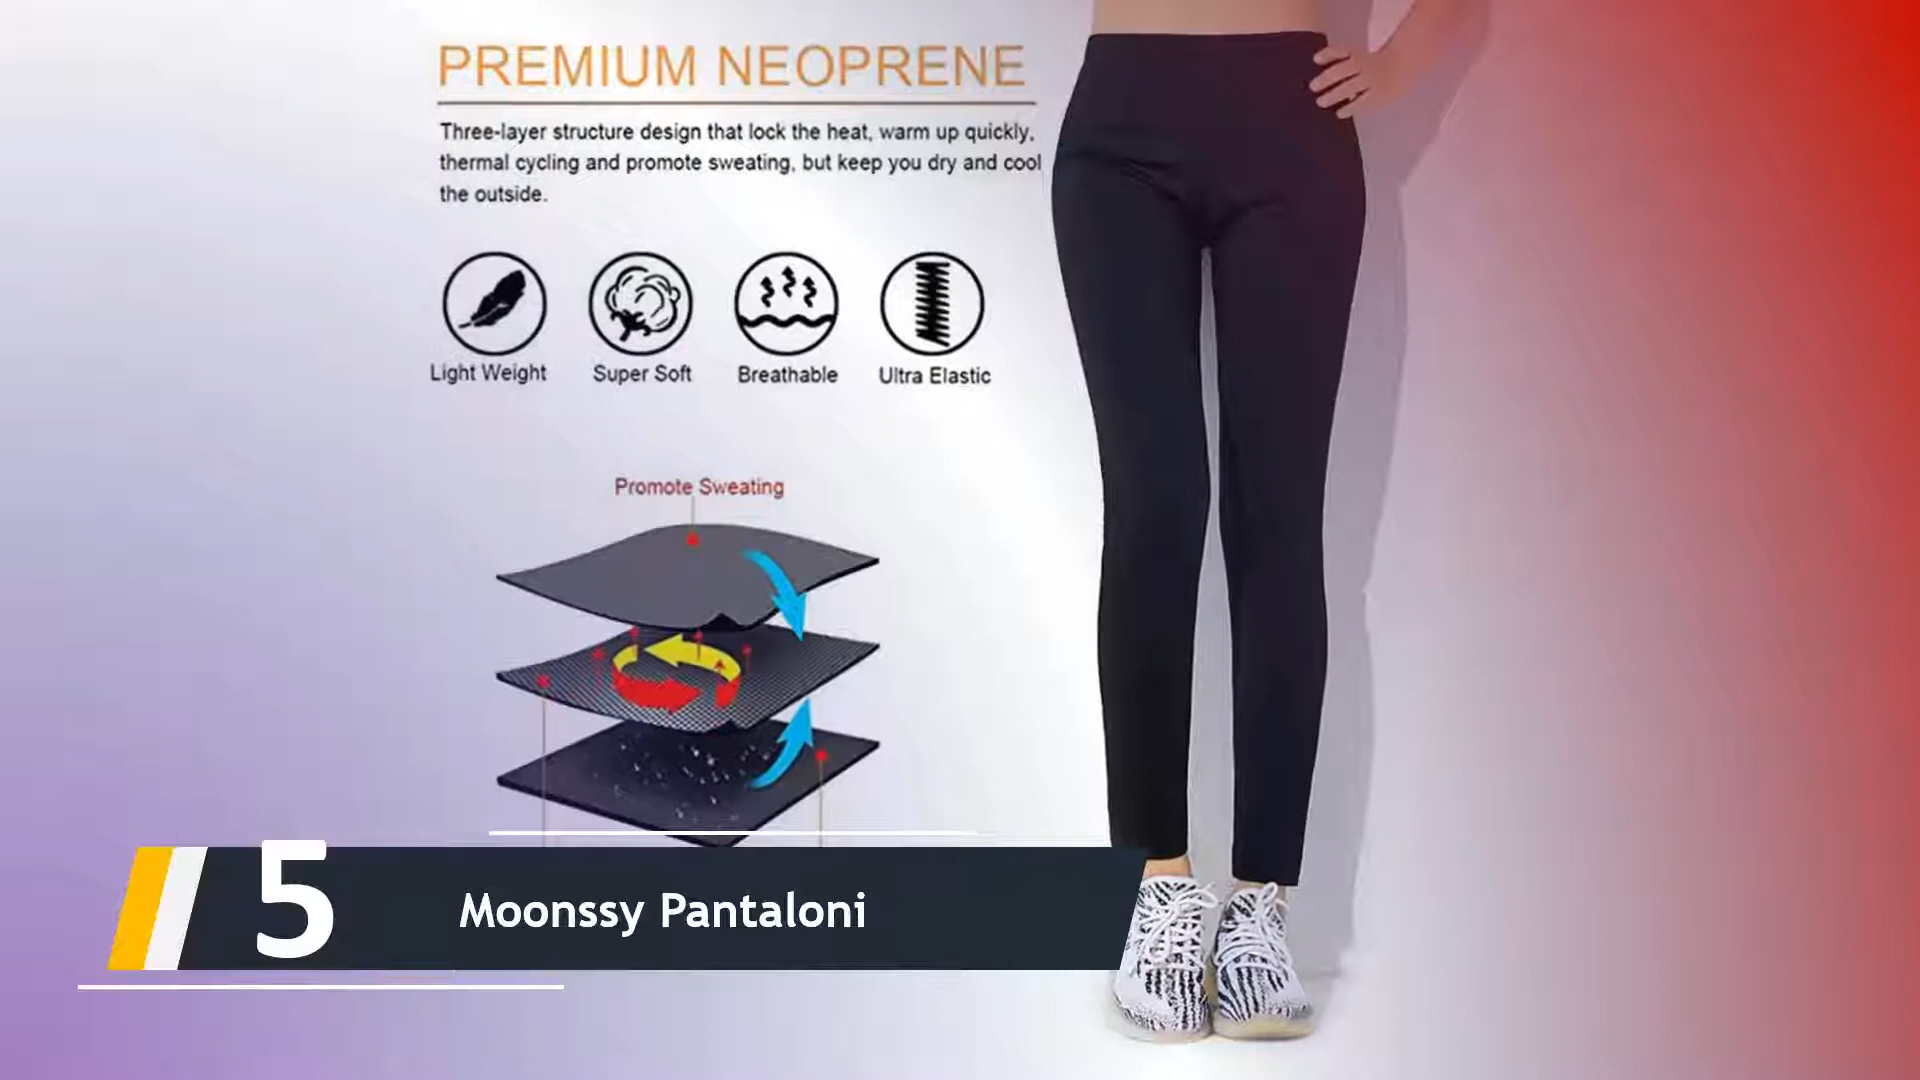 PREMIUM NEOPRENE
Three-layer structure design that lock the heat, warm up quickly,
thermal cycling and promote sweating, but keep you dry and cool
the outside.
Light Weight
Super Soft
Breathable
Ultra Elastic
Promote Sweating
5
Moonssy Pantaloni